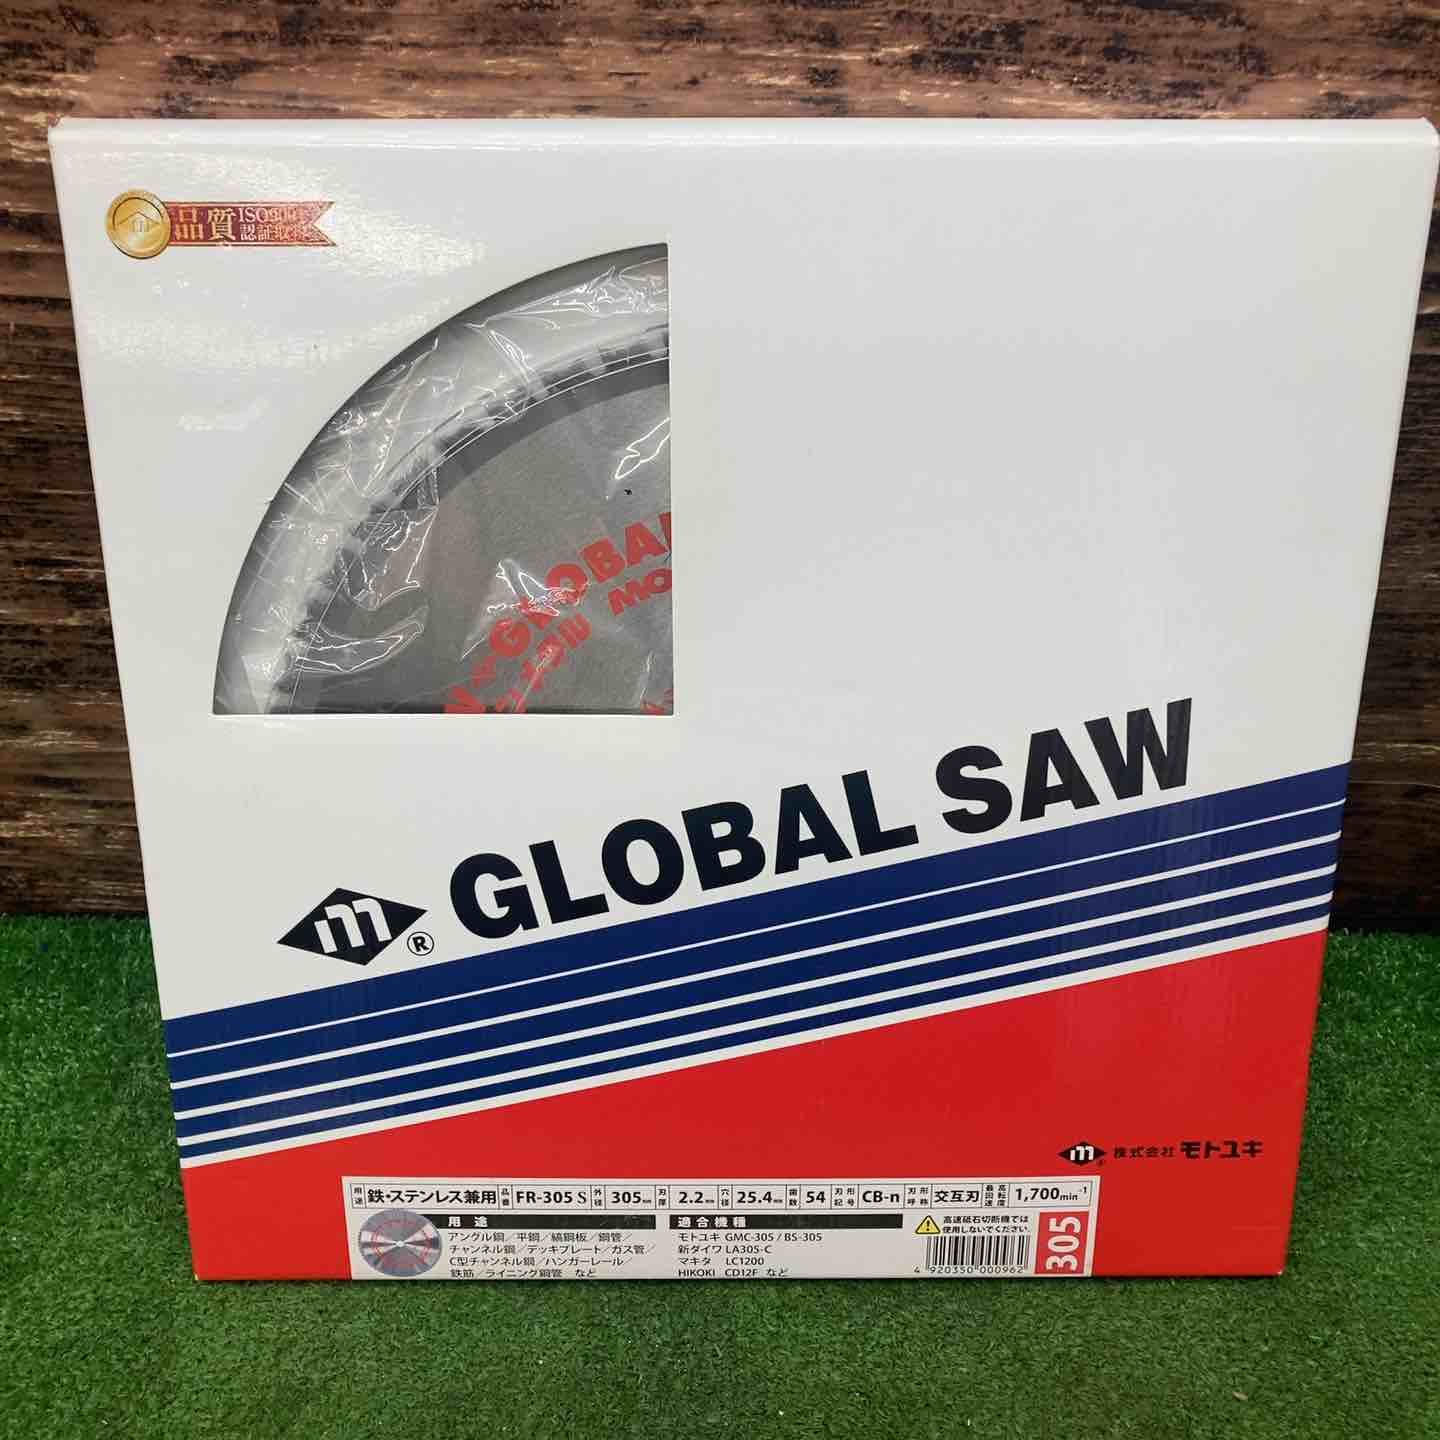 品質 ISO9001
認証取得
GLOBAL
コチタル MO
m® GLOBAL SAW
m® 株式会社 モトユキ
用途 鉄・ステンレス兼用 品番 FR-305 S 外径 305mm 刃厚 2.2mm 穴径 25.4mm 歯数 54 刃形記号 CB-n 刃形呼称 交互刃 最高回転速度 1,700min-1
用途
アングル鋼／平鋼／縞鋼板／鋼管／
チャンネル鋼／デッキプレート／ガス管／
C型チャンネル鋼／ハンガーレール／
鉄筋／ライニング鋼管 など
適合機種
モトユキ GMC-305 / BS-305
新ダイワ LA305-C
マキタ LC1200
HIKOKI CD12F など
高速砥石切断機では
使用しないでください。
4 920350 000962
305